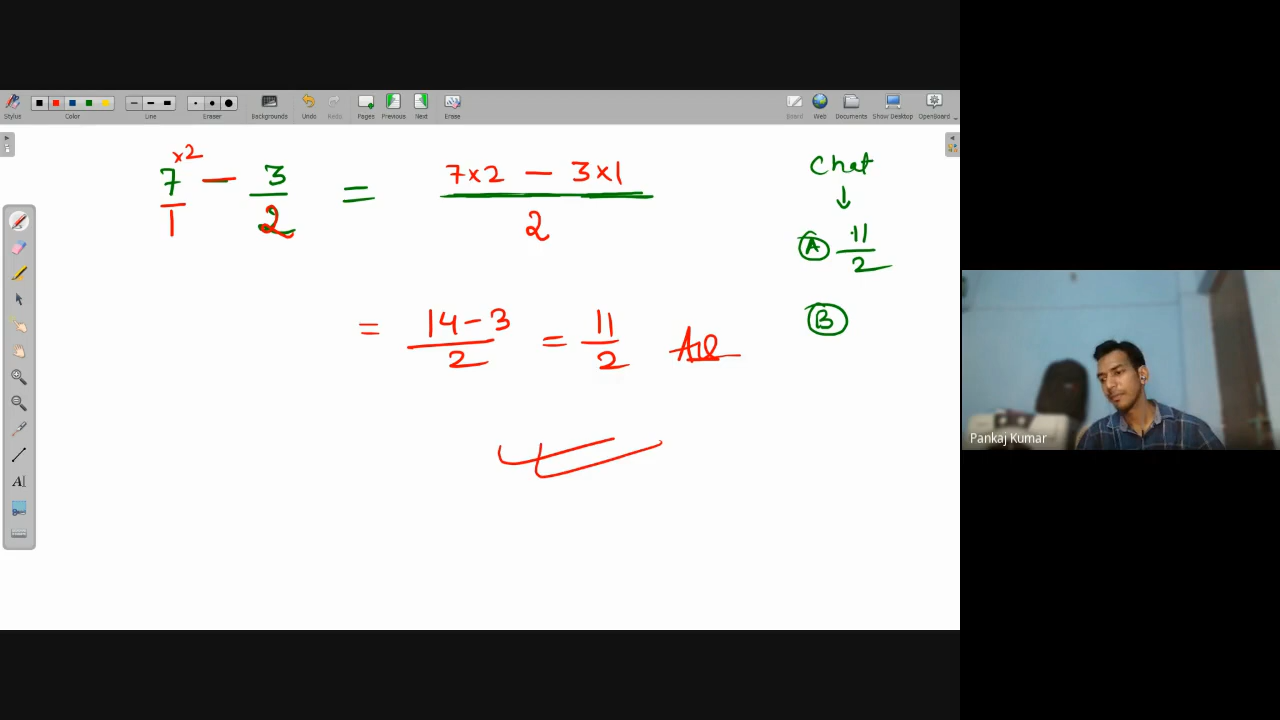 Stylus Color Line Eraser Backgrounds Undo Redo Pages Previous Next Erase Board Web Documents Show Desktop OpenBoard
7/1 ×2 − 3/2 = (7×2 − 3×1)/2
= (14−3)/2 = 11/2
Chat
↓
Ⓐ 11/2
Ⓑ
AI
Pankaj Kumar